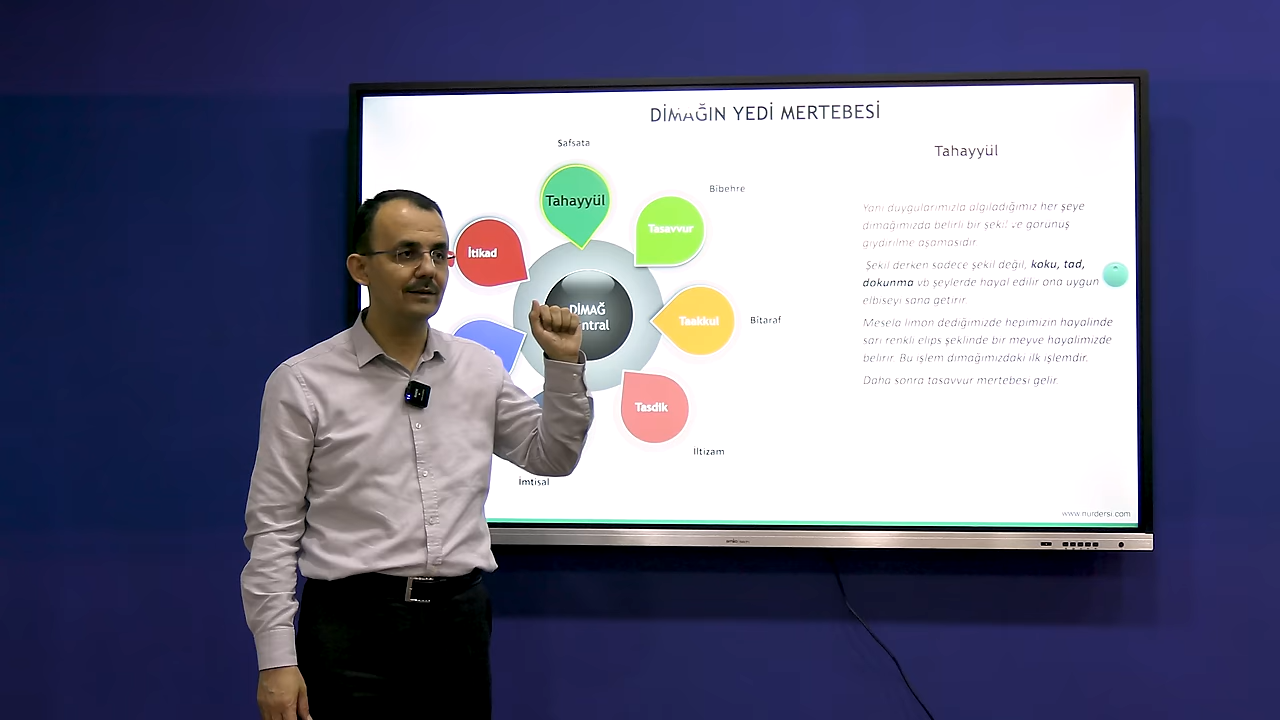 DİMAĞIN YEDİ MERTEBESİ
Safsata
Tahayyül
Bibehre
Tasavvur
İtikad
DİMAĞ
Taakkul
Bitaraf
Tasdik
İltizam
İmtisal
Tahayyül
Yani duygularımızla algıladığımız her şeye
dimağımızda belirli bir şekil ve görünüş
giydirilme aşamasıdır.
Şekil derken sadece şekil değil, koku, tad,
dokunma vb şeylerde hayal edilir ona uygun
elbiseyi sana getirir.
Mesela limon dediğimizde hepimizin hayalinde
sarı renkli elips şeklinde bir meyve hayalimizde
belirir. Bu işlem dimağımızdaki ilk işlemdir.
Daha sonra tasavvur mertebesi gelir.
www.nurdersi.com